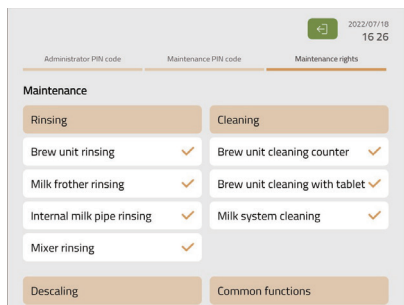 2022/07/18
16 26
Administrator PIN code Maintenance PIN code Maintenance rights
Maintenance
Rinsing Cleaning
Brew unit rinsing Brew unit cleaning counter
Milk frother rinsing Brew unit cleaning with tablet
Internal milk pipe rinsing Milk system cleaning
Mixer rinsing
Descaling Common functions